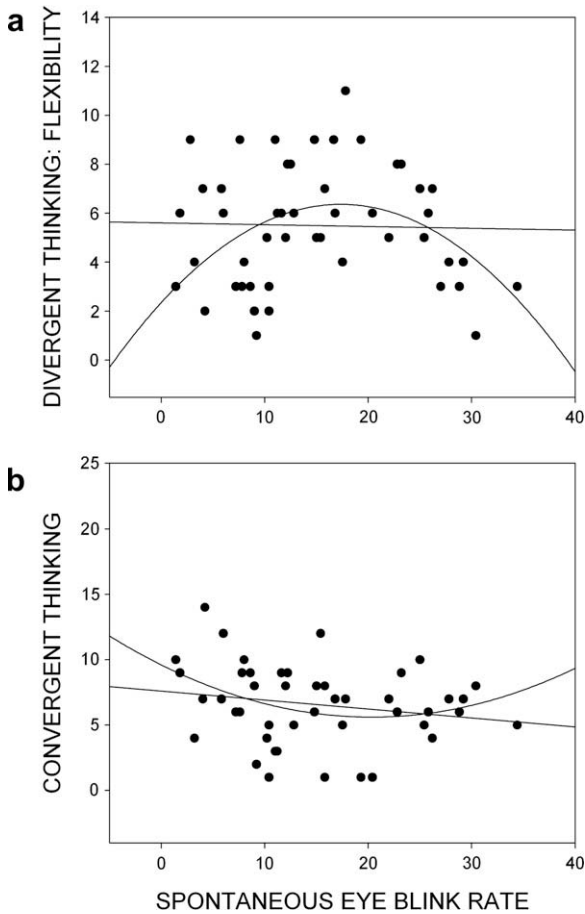 a
DIVERGENT THINKING: FLEXIBILITY
14
12
10
8
6
4
2
0
0 10 20 30 40
b
CONVERGENT THINKING
25
20
15
10
5
0
0 10 20 30 40
SPONTANEOUS EYE BLINK RATE